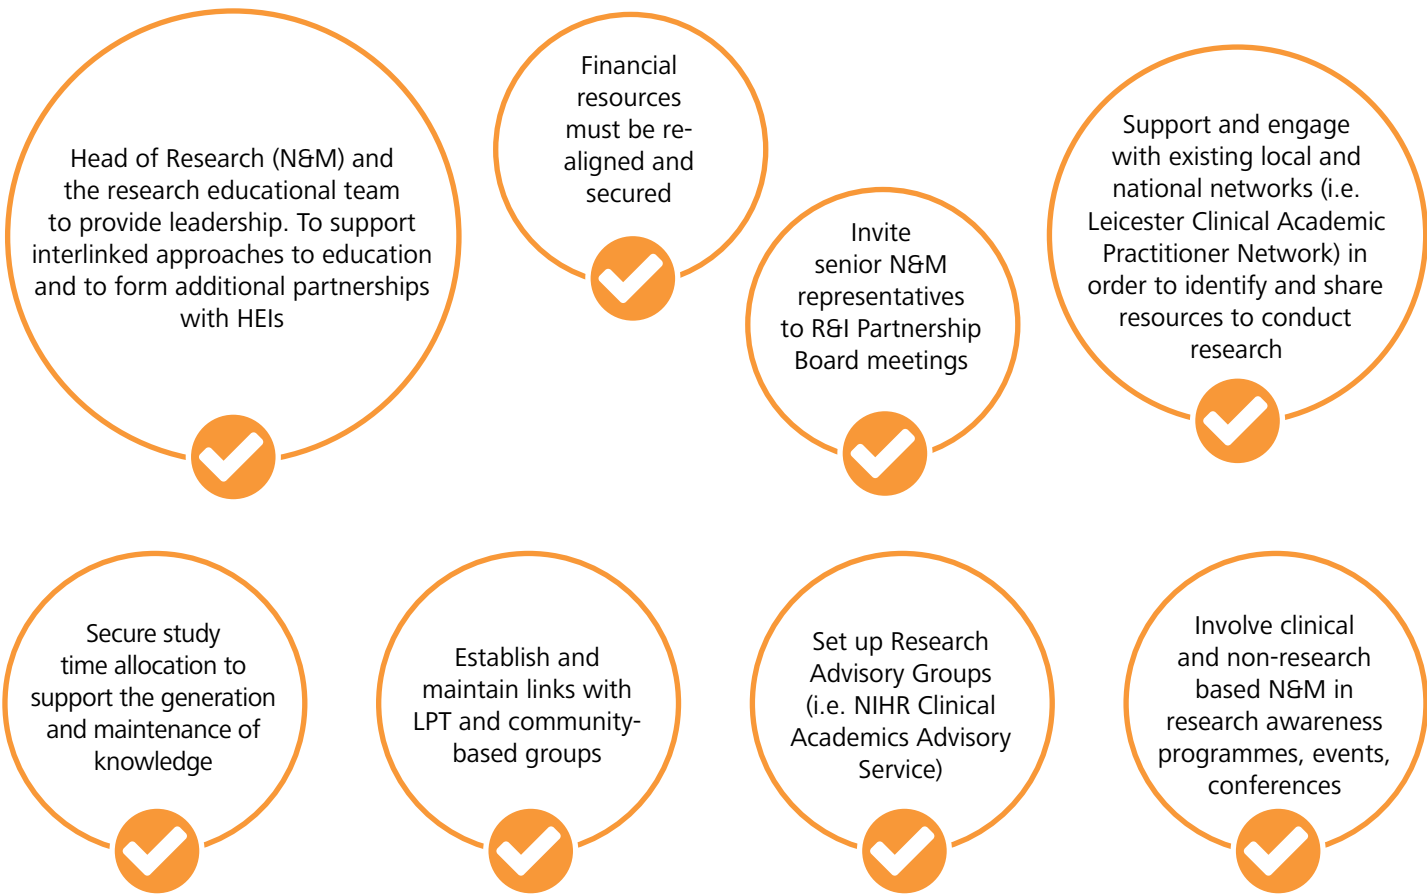 Head of Research (N&M) and
the research educational team
to provide leadership. To support
interlinked approaches to education
and to form additional partnerships
with HEIs
Financial
resources
must be re-
aligned and
secured
Invite
senior N&M
representatives
to R&I Partnership
Board meetings
Support and engage
with existing local and
national networks (i.e.
Leicester Clinical Academic
Practitioner Network) in
order to identify and share
resources to conduct
research
Secure study
time allocation to
support the generation
and maintenance of
knowledge
Establish and
maintain links with
LPT and community-
based groups
Set up Research
Advisory Groups
(i.e. NIHR Clinical
Academics Advisory
Service)
Involve clinical
and non-research
based N&M in
research awareness
programmes, events,
conferences